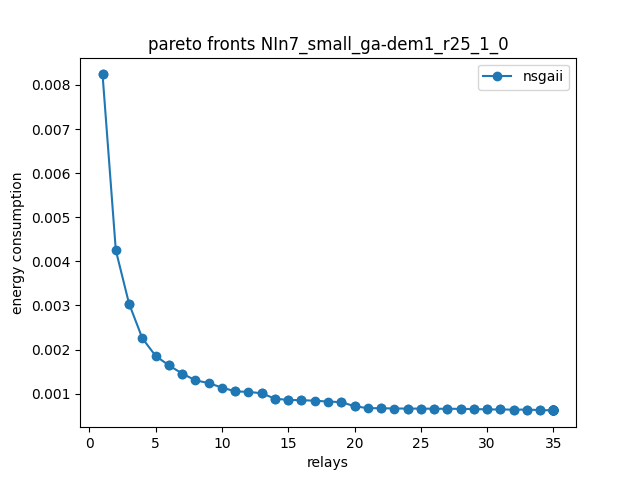 pareto fronts NIn7_small_ga-dem1_r25_1_0
nsgaii
energy consumption
0.008
0.007
0.006
0.005
0.004
0.003
0.002
0.001
0 5 10 15 20 25 30 35
relays